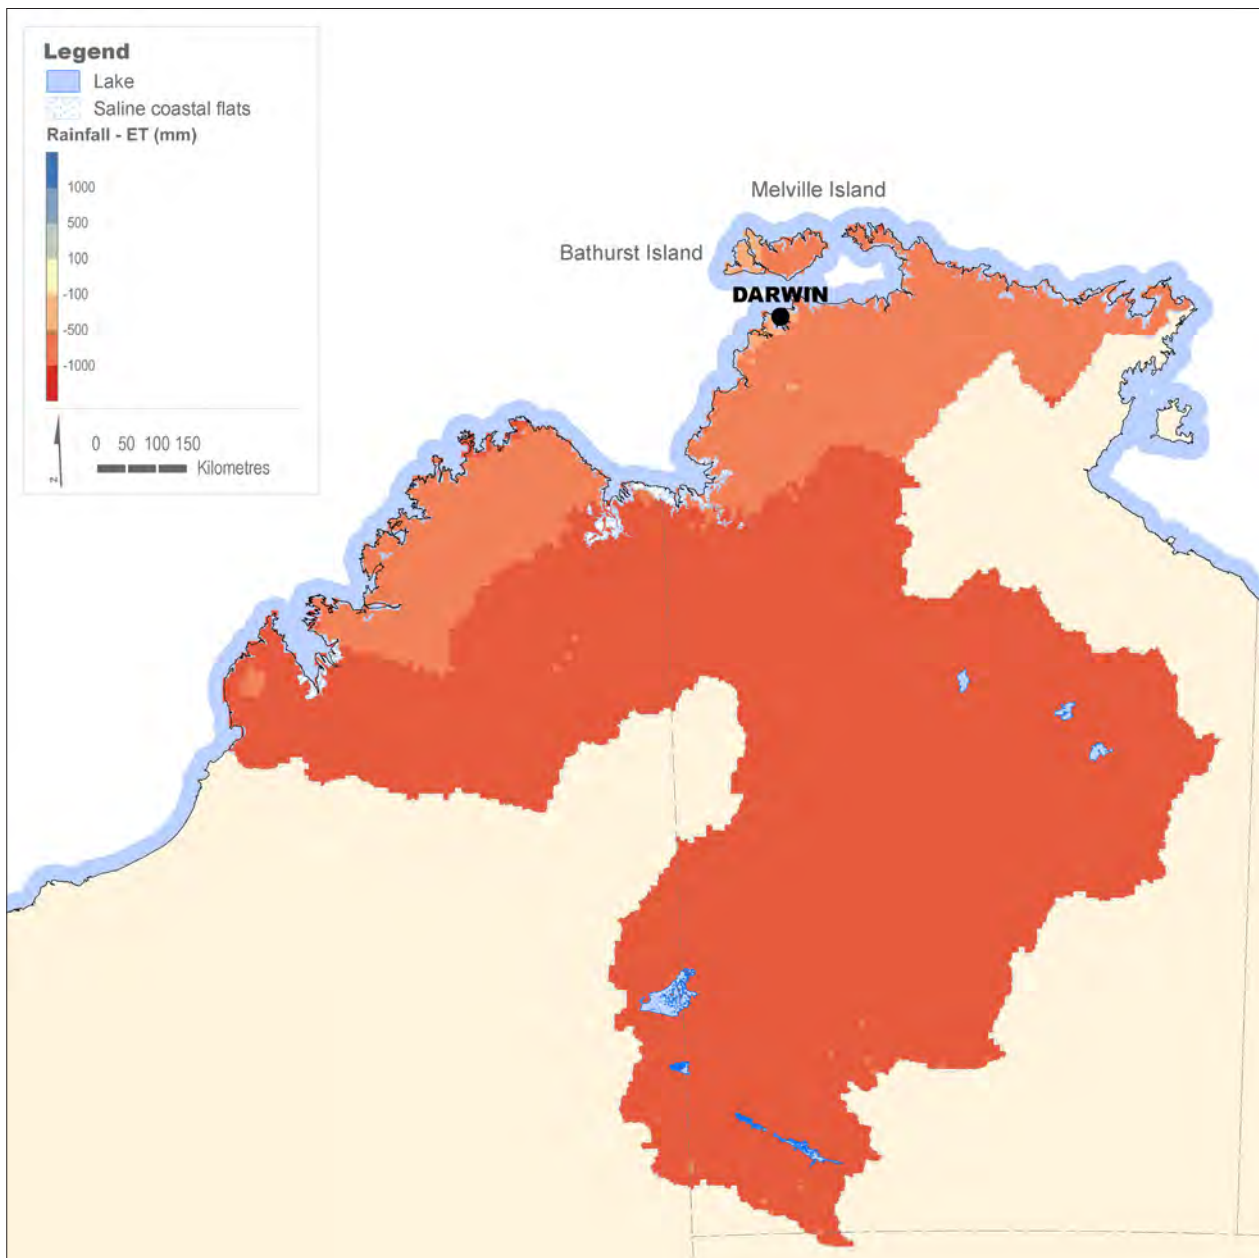 Legend
Lake
Saline coastal flats
Rainfall - ET (mm)
1000
500
100
-100
-500
-1000
0 50 100 150
Kilometres
z
Melville Island
Bathurst Island
DARWIN